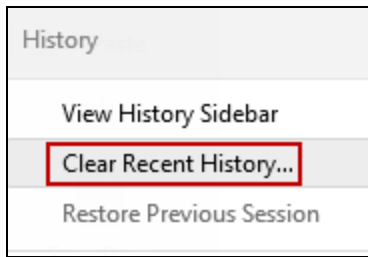 History
View History Sidebar
Clear Recent History...
Restore Previous Session